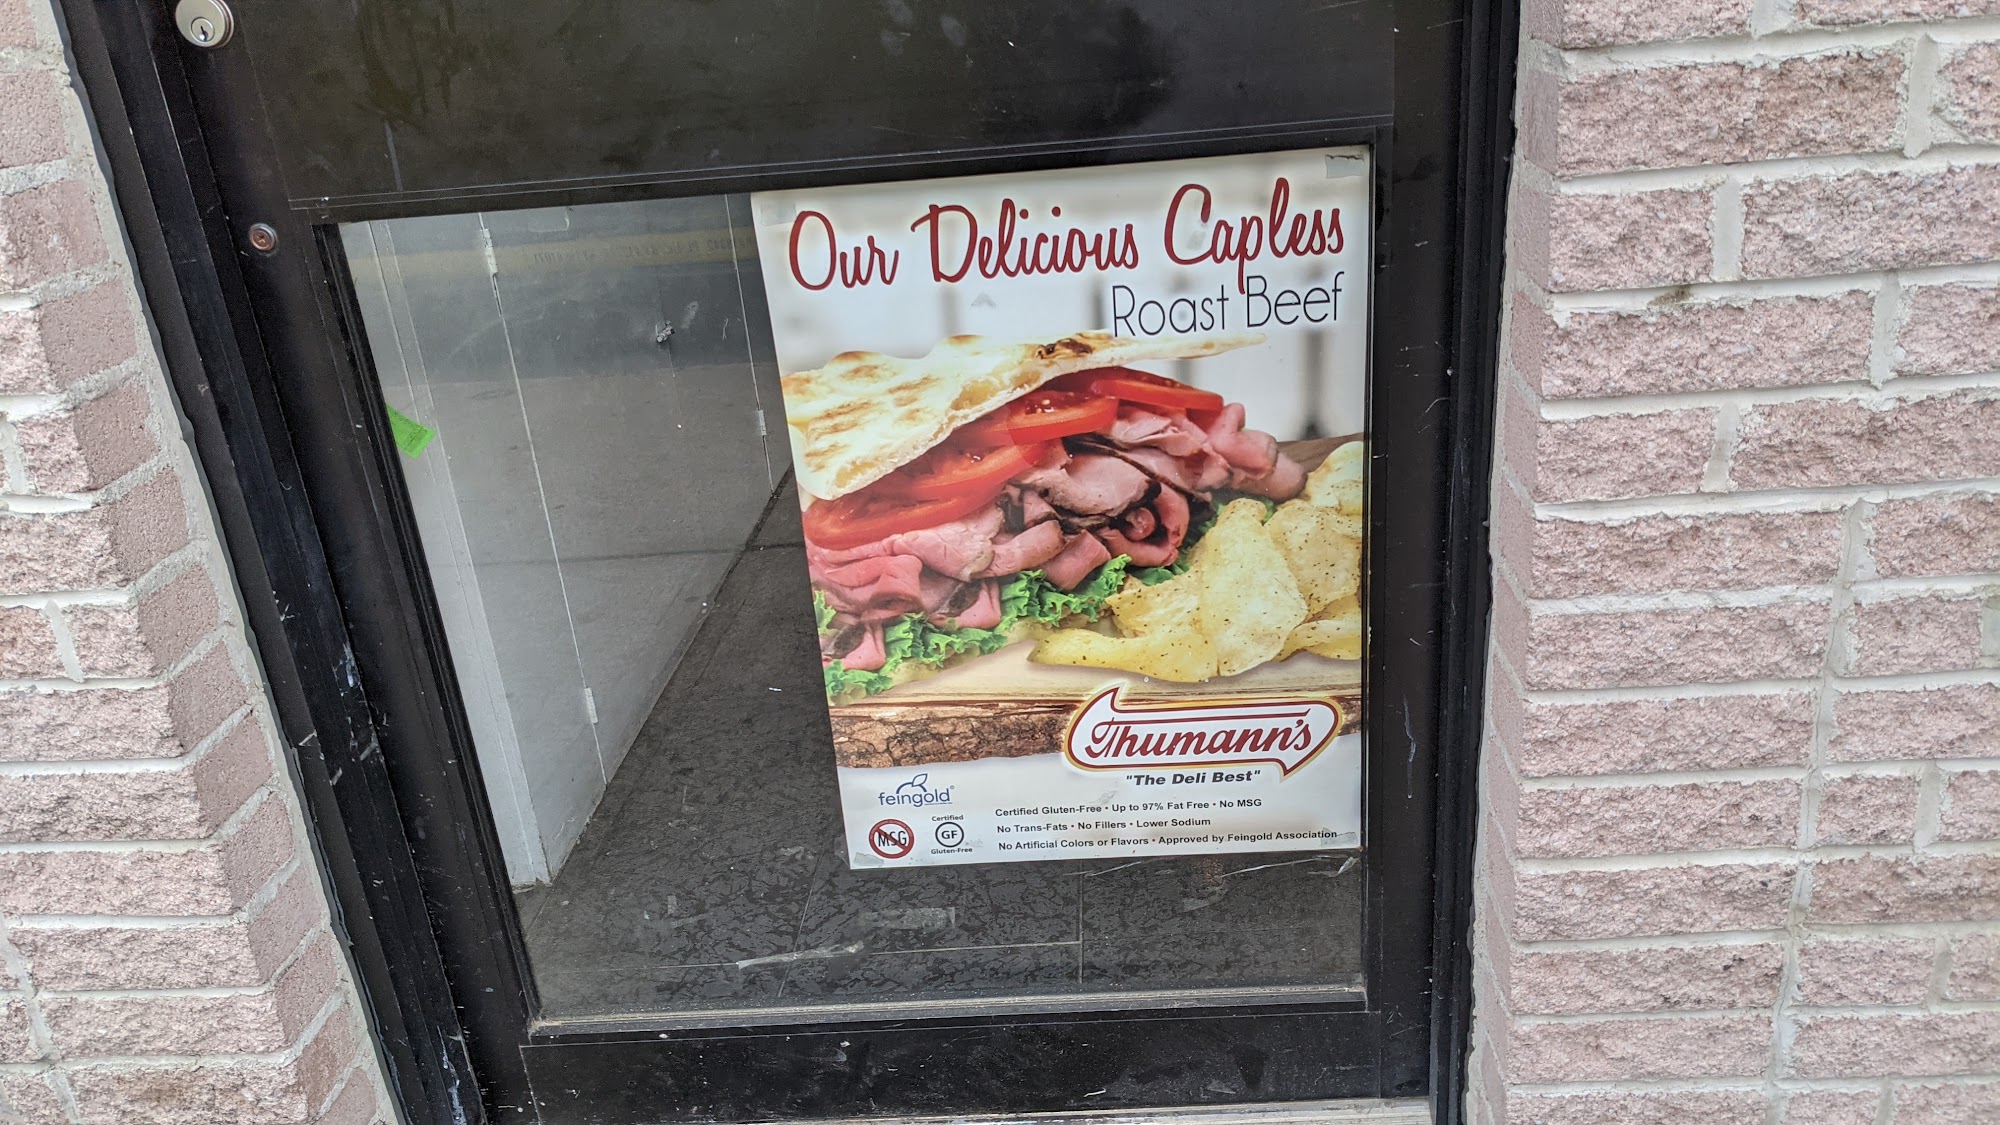 Our Delicious Capless
Roast Beef
Thumann's
"The Deli Best"
feingold®
MSG
Certified
GF
Gluten-Free
Certified Gluten-Free • Up to 97% Fat Free • No MSG
No Trans-Fats • No Fillers • Lower Sodium
No Artificial Colors or Flavors • Approved by Feingold Association